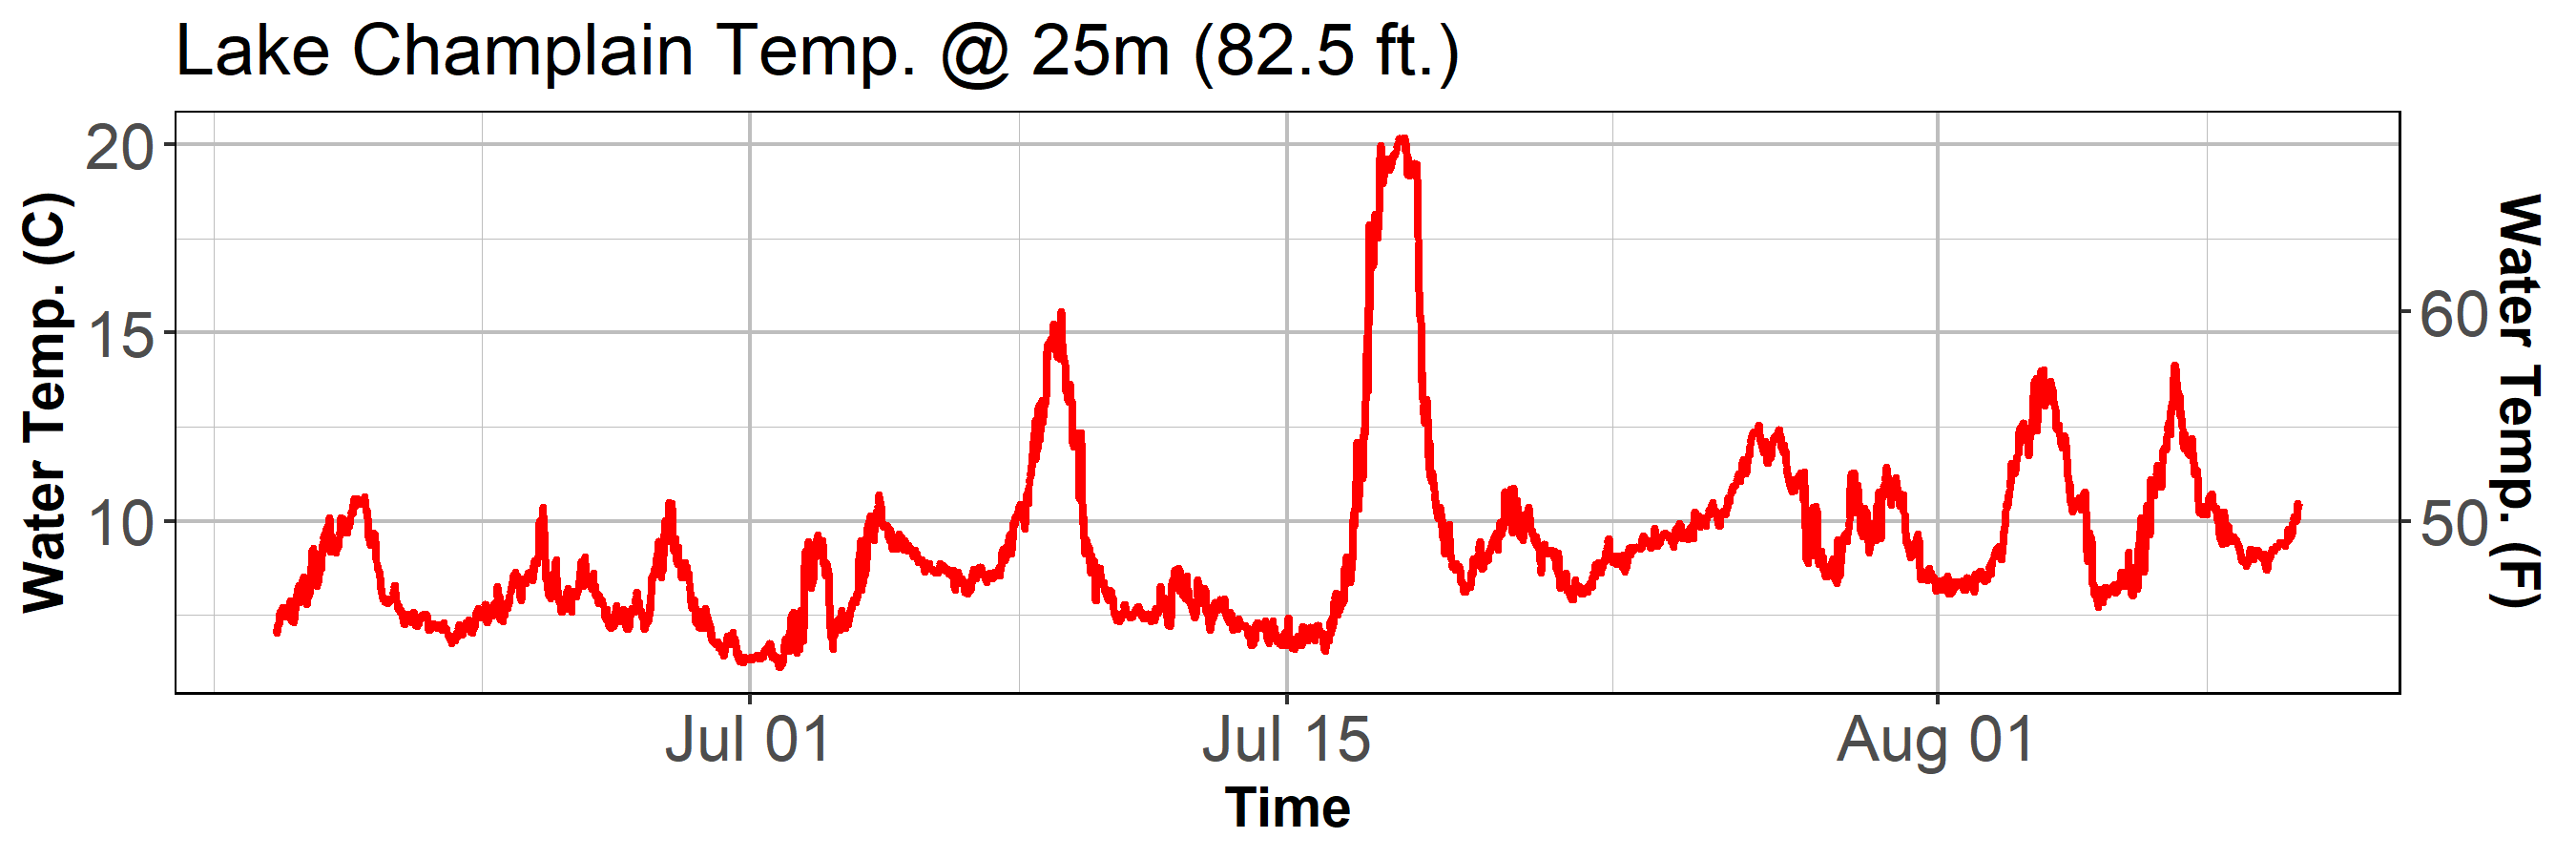 Lake Champlain Temp. @ 25m (82.5 ft.)
20
15
10
Water Temp. (C)
60
50
Water Temp. (F)
Jul 01
Jul 15
Aug 01
Time